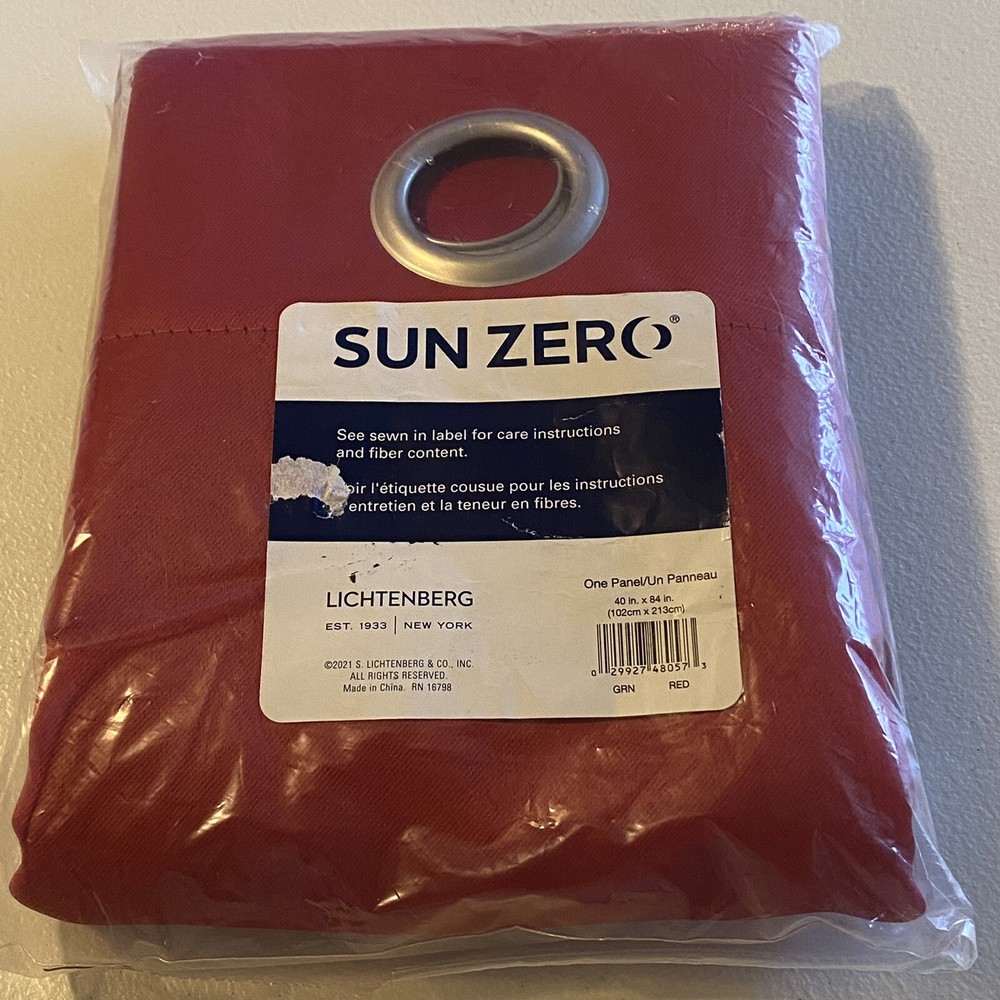 SUN ZERO®
See sewn in label for care instructions
and fiber content.
oir l'étiquette cousue pour les instructions
entretien et la teneur en fibres.
LICHTENBERG
EST. 1933 | NEW YORK
©2021 S. LICHTENBERG & CO., INC.
ALL RIGHTS RESERVED.
Made in China. RN 16798
One Panel/Un Panneau
40 in. x 84 in.
(102cm x 213cm)
0 29927 48057 3
GRN RED